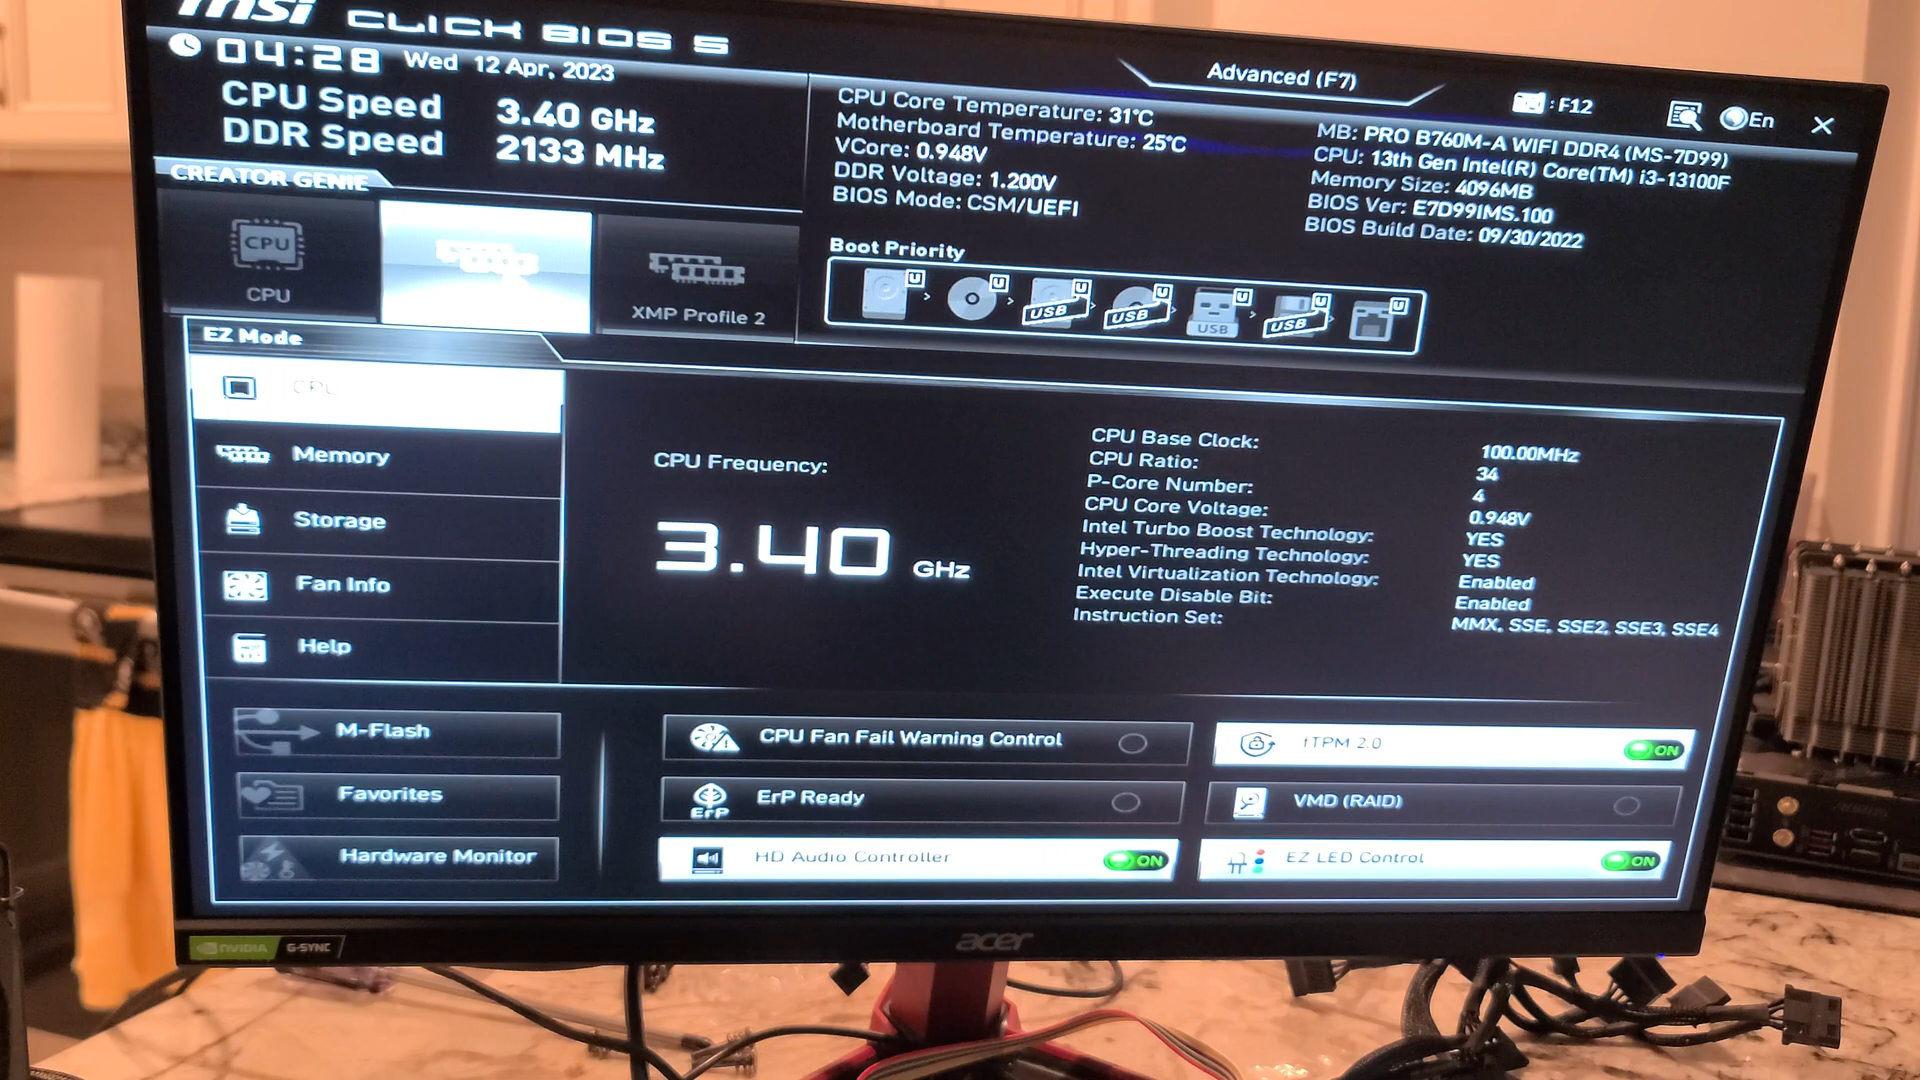 msi CLICK BIOS 5
04:28 Wed 12 Apr, 2023
CPU Speed 3.40 GHz
DDR Speed 2133 MHz
Advanced (F7)
: F12
En
X
CPU Core Temperature: 31°C
Motherboard Temperature: 25°C
VCore: 0.948V
DDR Voltage: 1.200V
BIOS Mode: CSM/UEFI
MB: PRO B760M-A WIFI DDR4 (MS-7D99)
CPU: 13th Gen Intel(R) Core(TM) i3-13100F
Memory Size: 4096MB
BIOS Ver: E7D99IMS.100
BIOS Build Date: 09/30/2022
CREATOR GENIE
CPU
CPU
XMP Profile 2
Boot Priority
U U U U U U U
USB USB USB USB
EZ Mode
CPU
Memory
Storage
Fan Info
Help
CPU Frequency:
3.40 GHz
CPU Base Clock: 100.00MHz
CPU Ratio: 34
P-Core Number: 4
CPU Core Voltage: 0.948V
Intel Turbo Boost Technology: YES
Hyper-Threading Technology: YES
Intel Virtualization Technology: Enabled
Execute Disable Bit: Enabled
Instruction Set: MMX, SSE, SSE2, SSE3, SSE4
M-Flash
Favorites
Hardware Monitor
CPU Fan Fail Warning Control
ErP
ErP Ready
HD Audio Controller ON
fTPM 2.0 ON
VMD (RAID)
EZ LED Control ON
NVIDIA G-SYNC
acer